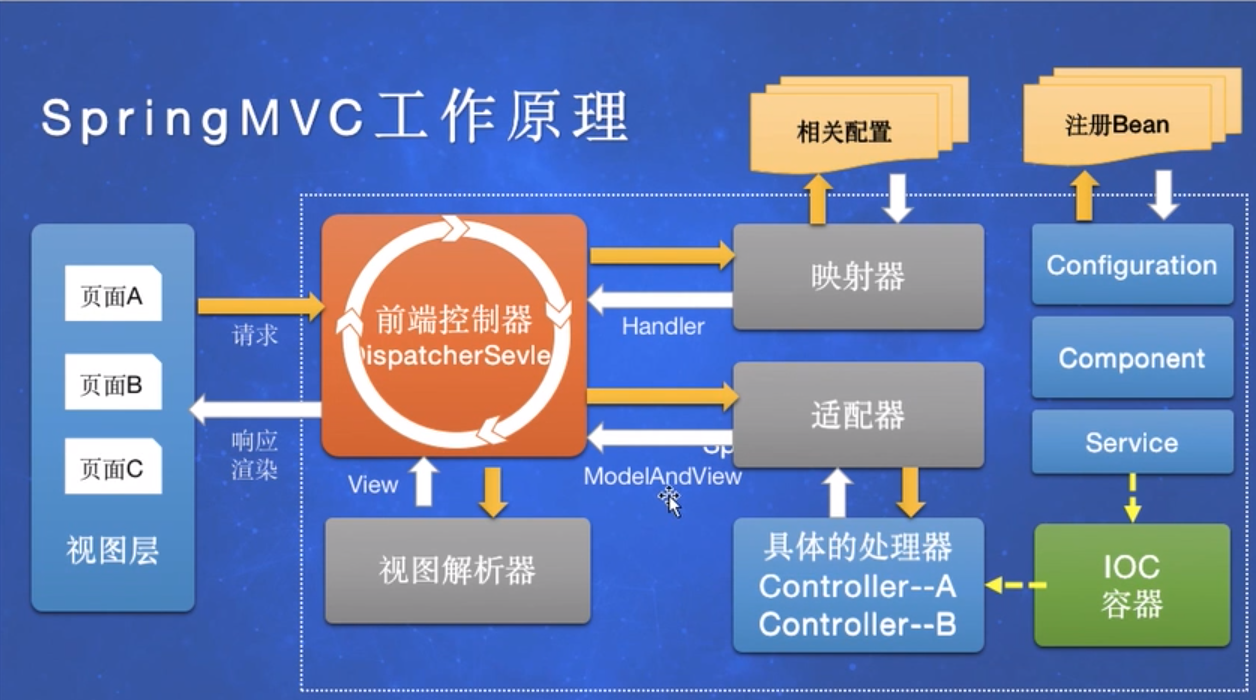 SpringMVC工作原理
相关配置
注册Bean
页面A
页面B
页面C
视图层
请求
响应
渲染
前端控制器
DispatcherSevle
Handler
映射器
适配器
Sp
ModelAndView
View
视图解析器
具体的处理器
Controller--A
Controller--B
Configuration
Component
Service
IOC
容器